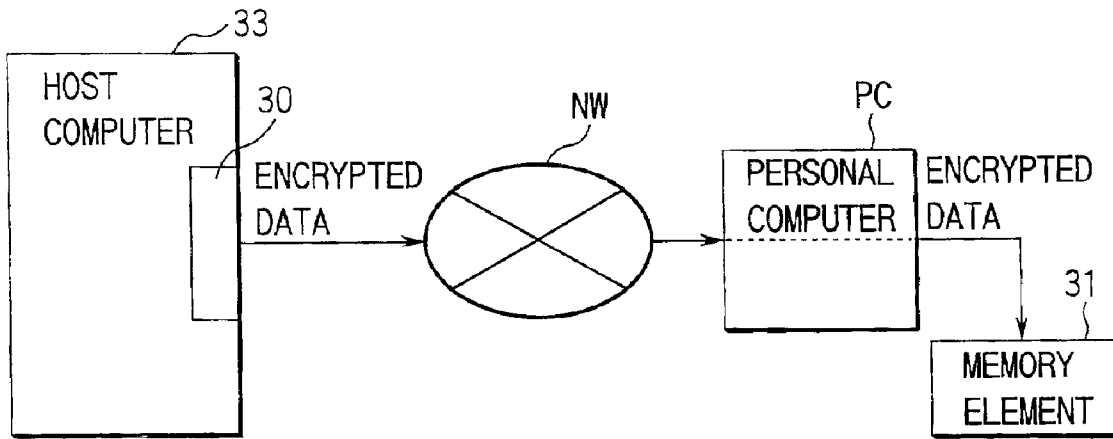 33
HOST
COMPUTER
30
ENCRYPTED
DATA
NW
PC
PERSONAL
COMPUTER
ENCRYPTED
DATA
31
MEMORY
ELEMENT